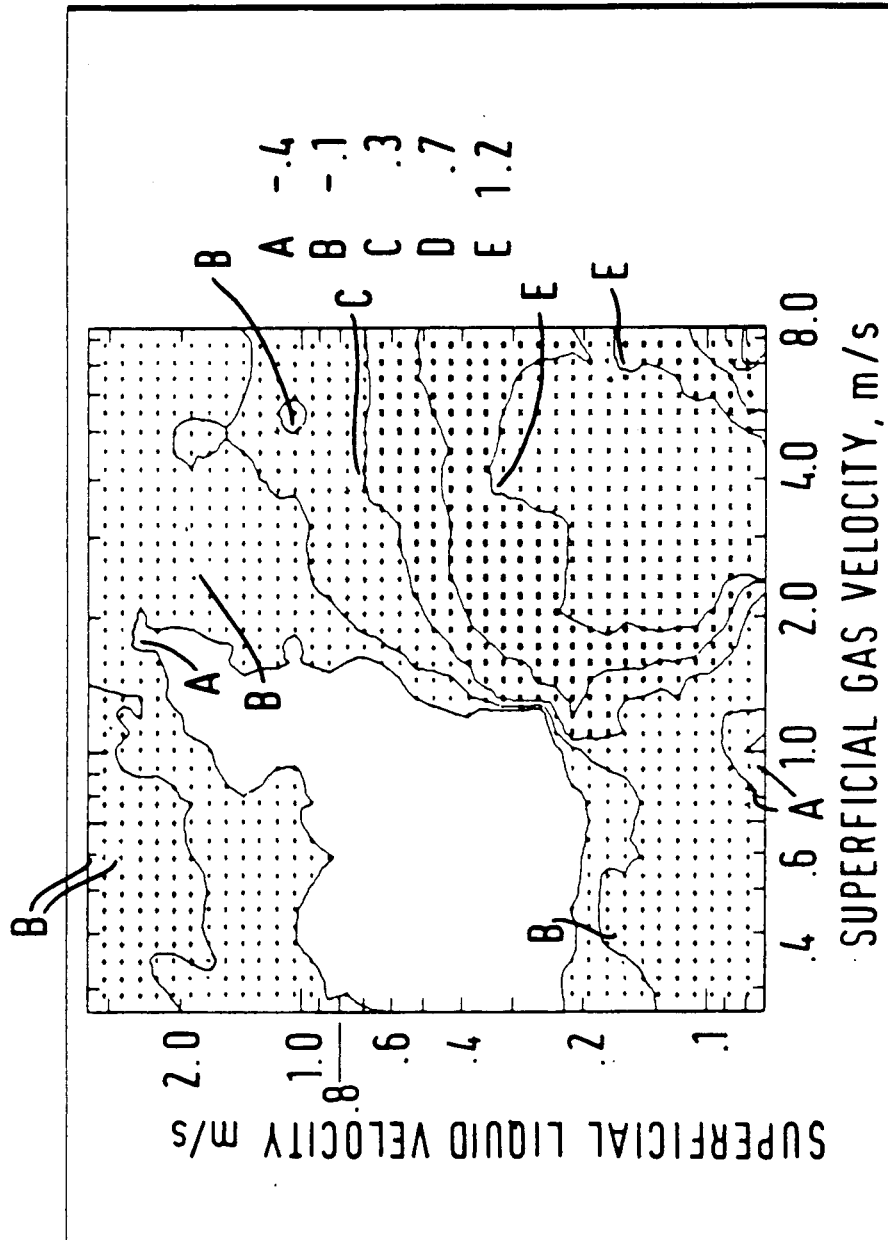 B
A
B
B
C
E
E
B
A
A -.4
B -.1
C .3
D .7
E 1.2
2.0
1.0
.8
.6
.4
.2
.1
SUPERFICIAL LIQUID VELOCITY m/s
.4 .6 1.0 2.0 4.0 8.0
SUPERFICIAL GAS VELOCITY, m/s